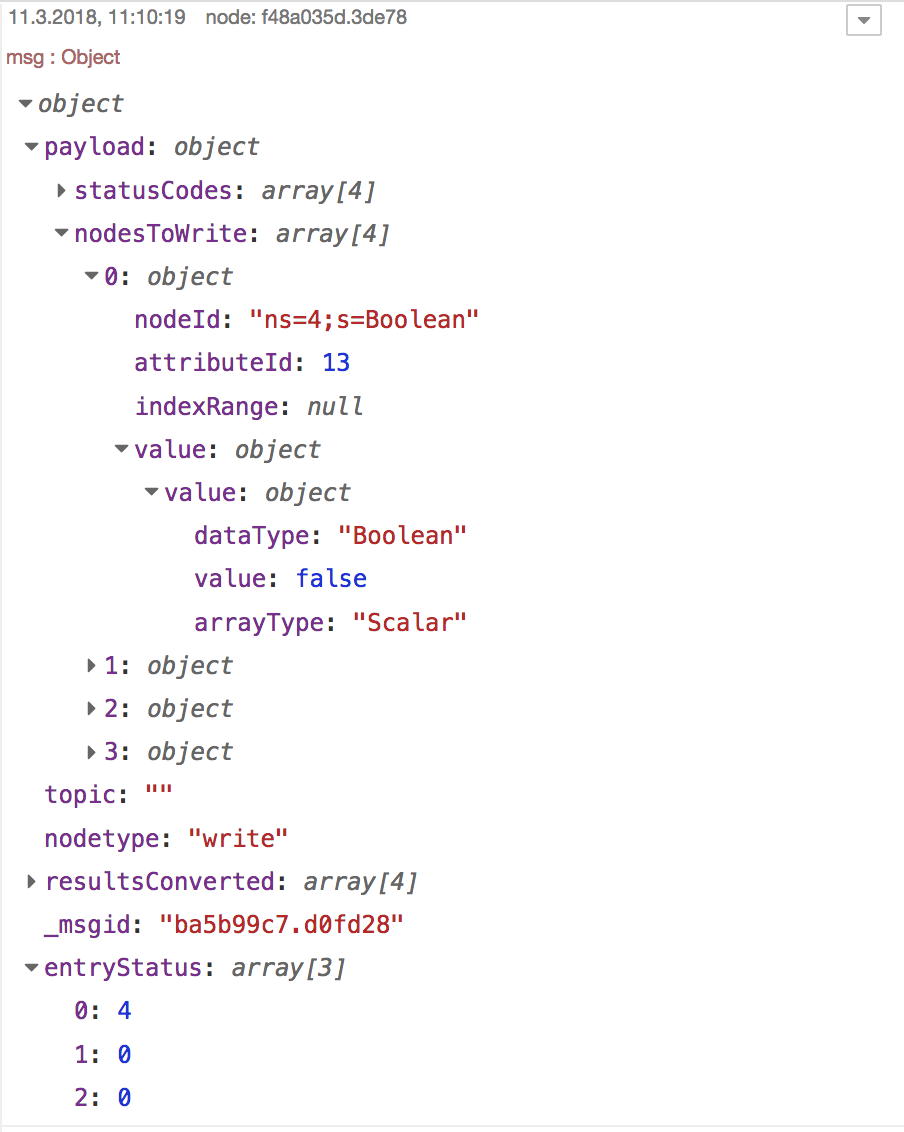 11.3.2018, 11:10:19 node: f48a035d.3de78
msg : Object
object
payload: object
statusCodes: array[4]
nodesToWrite: array[4]
0: object
nodeId: "ns=4;s=Boolean"
attributeId: 13
indexRange: null
value: object
value: object
dataType: "Boolean"
value: false
arrayType: "Scalar"
1: object
2: object
3: object
topic: ""
nodetype: "write"
resultsConverted: array[4]
_msgid: "ba5b99c7.d0fd28"
entryStatus: array[3]
0: 4
1: 0
2: 0